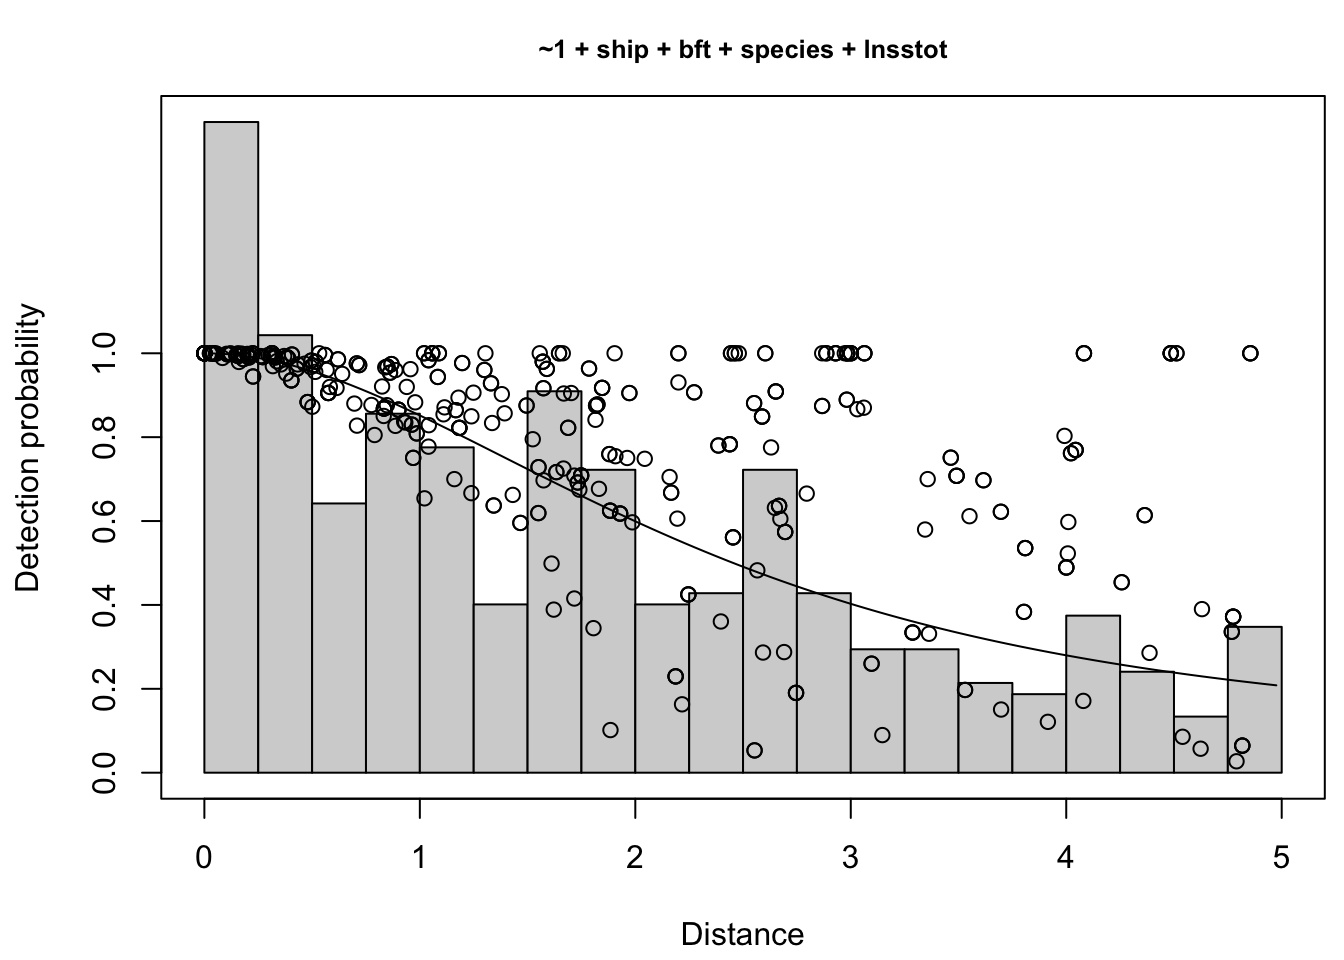 ~1 + ship + bft + species + lnsstot
Detection probability
1.0
0.8
0.6
0.4
0.2
0.0
0 1 2 3 4 5
Distance